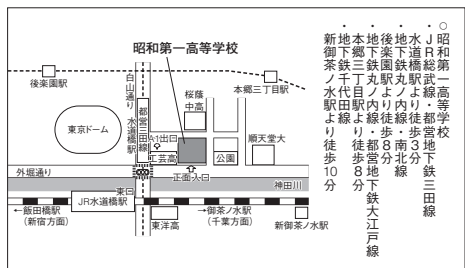 ○昭和第一高等学校
・ＪＲ総武線・都営地下鉄三田線
水道橋駅より徒歩３分
・地下鉄丸ノ内線・南北線
後楽園駅より徒歩８分
・地下鉄丸ノ内線・都営地下鉄大江戸線
本郷三丁目駅より徒歩８分
・地下鉄千代田線
新御茶ノ水駅より徒歩10分
昭和第一高等学校
後楽園駅
本郷三丁目駅
白山通り
都営三田線
水道橋駅
桜蔭
中高
東京ドーム
A1出口
工芸高
公園
順天堂大
外堀通り
正面入口
神田川
東口
JR水道橋駅
←飯田橋駅
（新宿方面）
東洋高
→御茶ノ水駅
（千葉方面）
新御茶ノ水駅